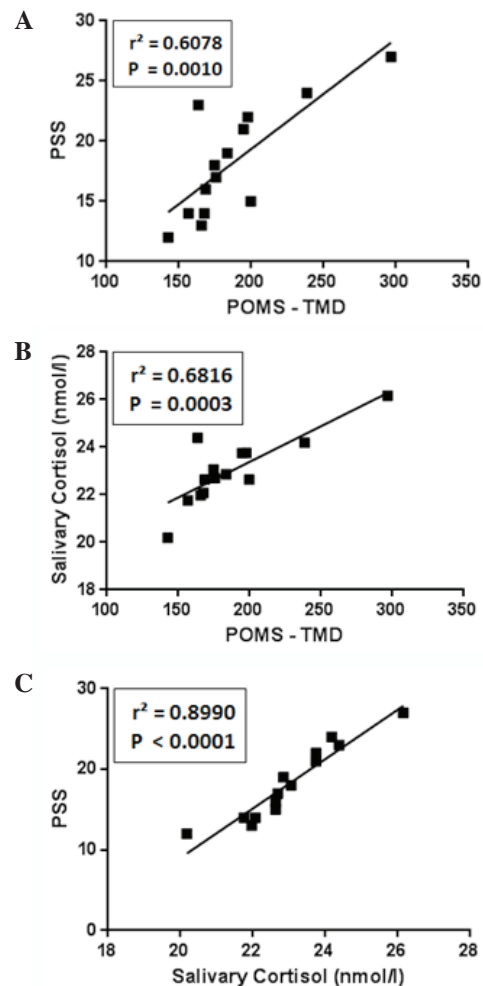 A
r² = 0.6078
P = 0.0010
PSS
30
25
20
15
10
100 150 200 250 300 350
POMS - TMD
B
r² = 0.6816
P = 0.0003
Salivary Cortisol (nmol/l)
28
26
24
22
20
18
100 150 200 250 300 350
POMS - TMD
C
r² = 0.8990
P < 0.0001
PSS
30
20
10
0
18 20 22 24 26 28
Salivary Cortisol (nmol/l)